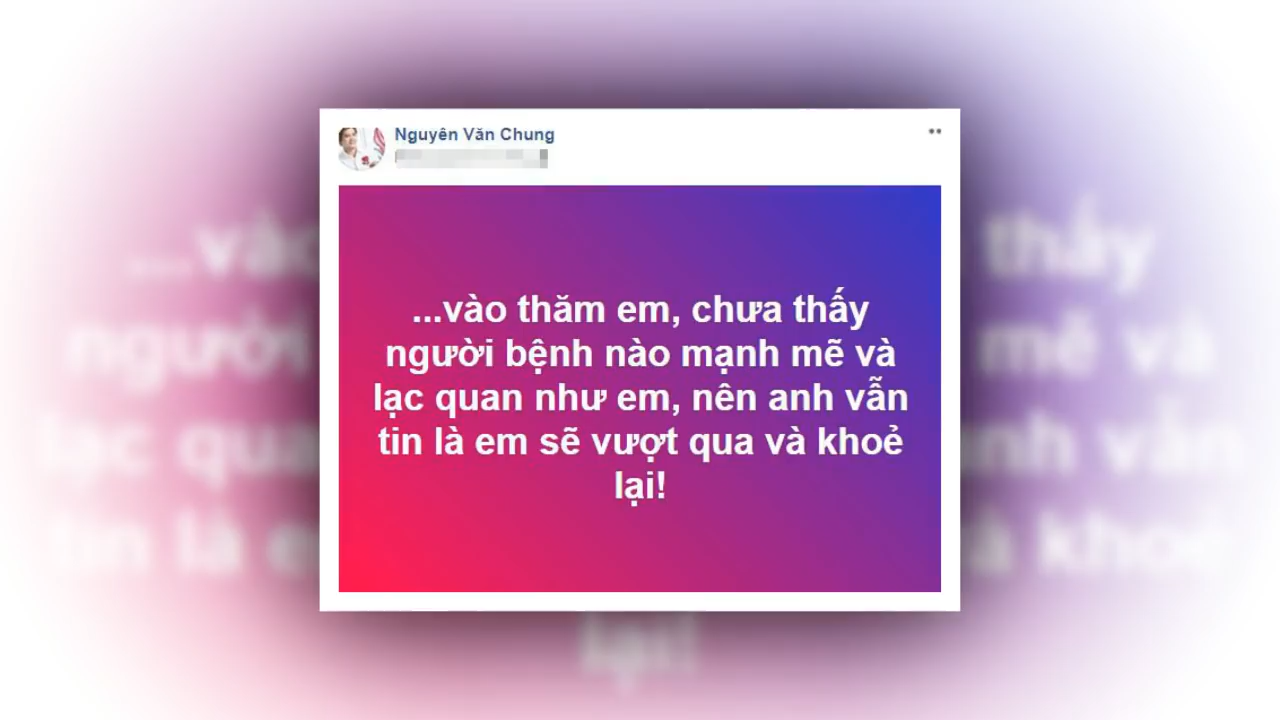 Nguyễn Văn Chung
...vào thăm em, chưa thấy
người bệnh nào mạnh mẽ và
lạc quan như em, nên anh vẫn
tin là em sẽ vượt qua và khoẻ
lại!